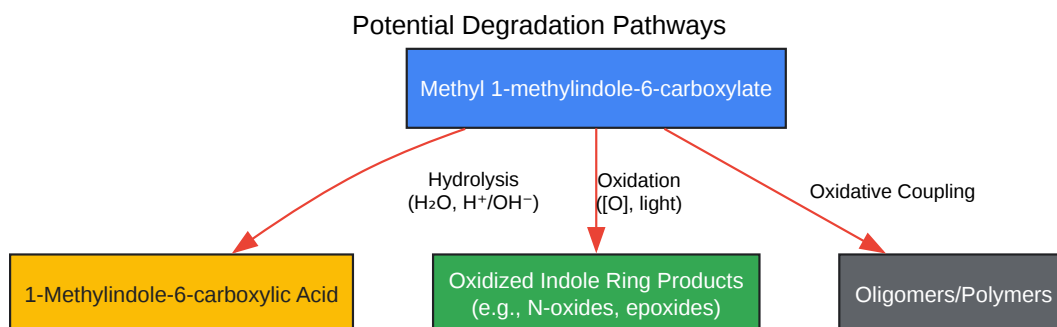 Potential Degradation Pathways
Methyl 1-methylindole-6-carboxylate
Hydrolysis
(H₂O, H⁺/OH⁻)
Oxidation
([O], light)
Oxidative Coupling
1-Methylindole-6-carboxylic Acid
Oxidized Indole Ring Products
(e.g., N-oxides, epoxides)
Oligomers/Polymers